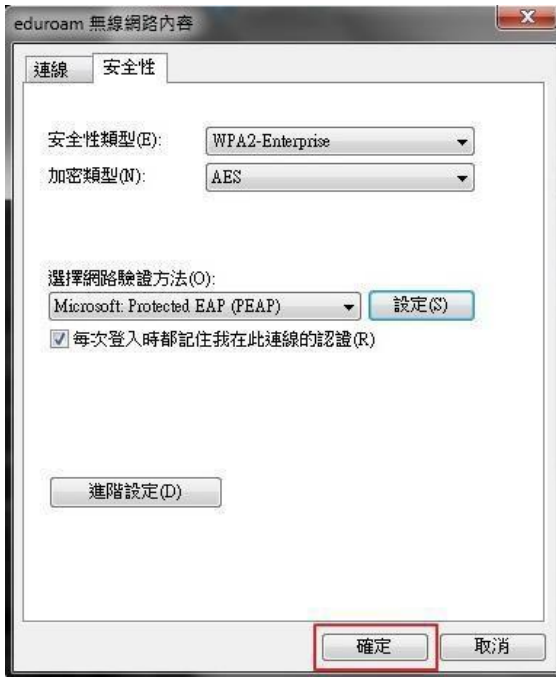 eduroam 無線網路內容
連線 安全性
安全性類型(E): WPA2-Enterprise
加密類型(N): AES
選擇網路驗證方法(O):
Microsoft: Protected EAP (PEAP) 設定(S)
每次登入時都記住我在此連線的認證(R)
進階設定(D)
確定 取消